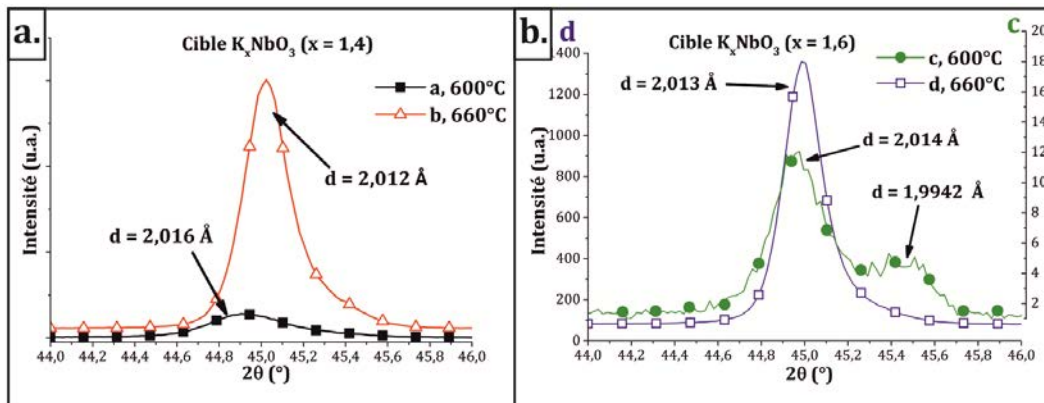 a.
Cible KₓNbO₃ (x = 1,4)
a, 600°C
b, 660°C
d = 2,012 Å
d = 2,016 Å
Intensité (u.a.)
44,0 44,2 44,4 44,6 44,8 45,0 45,2 45,4 45,6 45,8 46,0
2θ (°)
b. d
c
Cible KₓNbO₃ (x = 1,6)
c, 600°C
d, 660°C
d = 2,013 Å
d = 2,014 Å
d = 1,9942 Å
Intensité (u.a.)
1400
1200
1000
800
600
400
200
0
20
18
16
14
12
10
8
6
4
2
44,0 44,2 44,4 44,6 44,8 45,0 45,2 45,4 45,6 45,8 46,0
2θ (°)